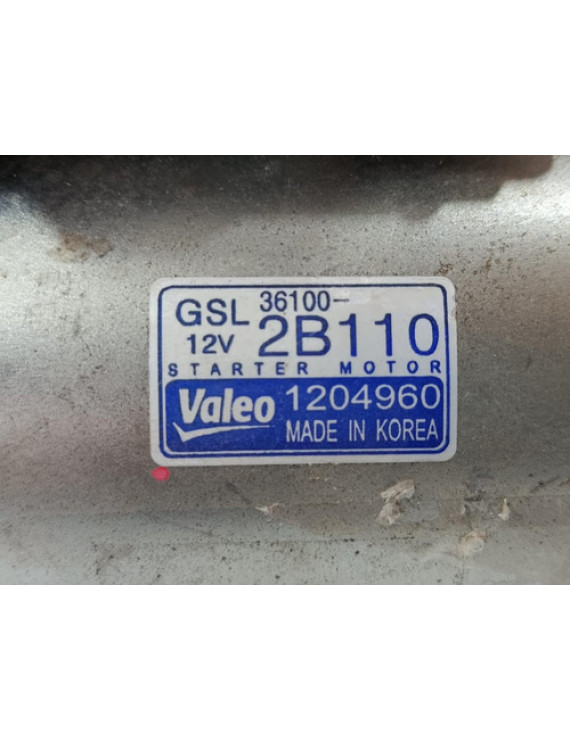 GSL 36100-
12V 2B110
STARTER MOTOR
Valeo 1204960
MADE IN KOREA